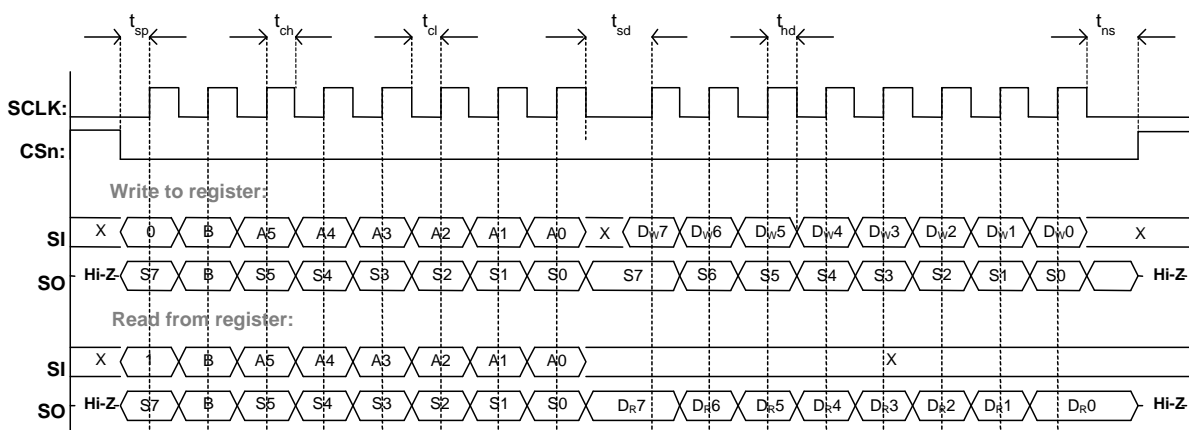 tsp tch tcl tsd thd tns
SCLK:
CSn:
Write to register:
SI X 0 B A5 A4 A3 A2 A1 A0 X DW7 DW6 DW5 DW4 DW3 DW2 DW1 DW0 X
SO Hi-Z S7 B S5 S4 S3 S2 S1 S0 S7 S6 S5 S4 S3 S2 S1 S0 Hi-Z
Read from register:
SI X 1 B A5 A4 A3 A2 A1 A0 X
SO Hi-Z S7 B S5 S4 S3 S2 S1 S0 DR7 DR6 DR5 DR4 DR3 DR2 DR1 DR0 Hi-Z